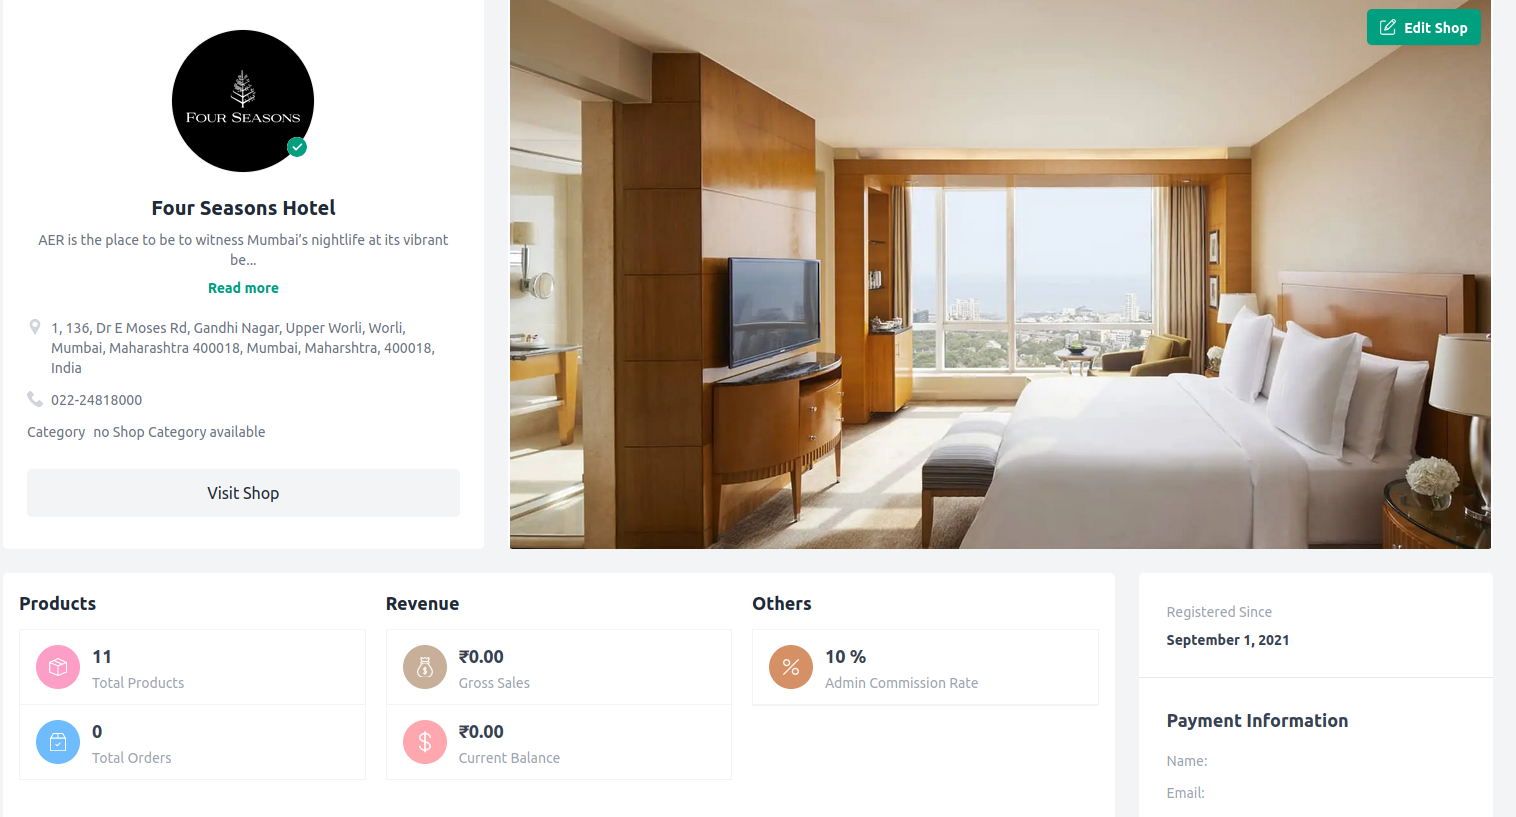 Edit Shop
FOUR SEASONS
Four Seasons Hotel
AER is the place to be to witness Mumbai’s nightlife at its vibrant
be...
Read more
1, 136, Dr E Moses Rd, Gandhi Nagar, Upper Worli, Worli,
Mumbai, Maharashtra 400018, Mumbai, Maharshtra, 400018,
India
022-24818000
Category no Shop Category available
Visit Shop
Products
11
Total Products
0
Total Orders
Revenue
₹0.00
Gross Sales
₹0.00
Current Balance
Others
10 %
Admin Commission Rate
Registered Since
September 1, 2021
Payment Information
Name:
Email: